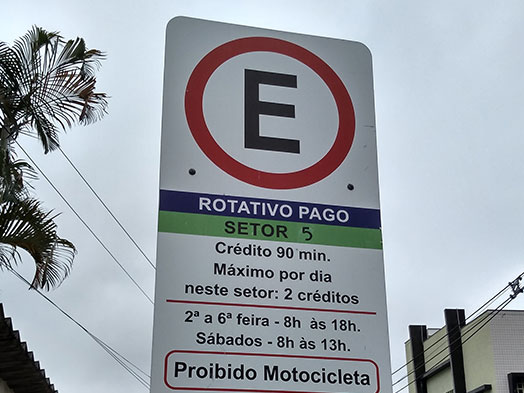 E
ROTATIVO PAGO
SETOR 5
Crédito 90 min.
Máximo por dia
neste setor: 2 créditos
2ª a 6ª feira - 8h às 18h.
Sábados - 8h às 13h.
Proibido Motocicleta